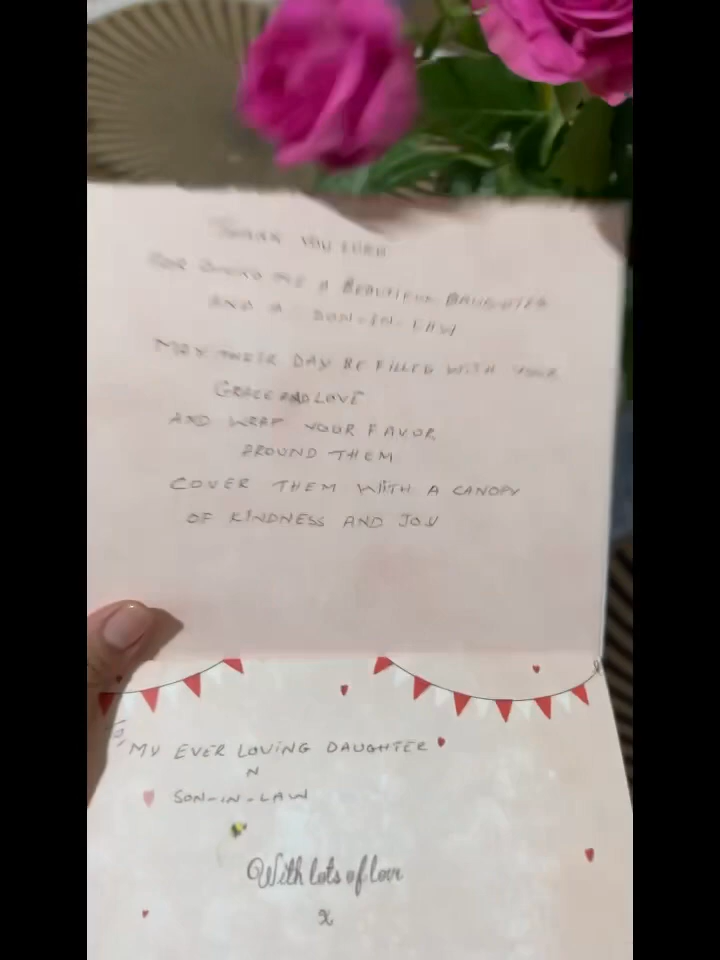 THANK YOU LORD
FOR GIVING ME A BEAUTIFUL DAUGHTER
AND A SON-IN-LAW
MAY THEIR DAY BE FILLED WITH YOUR
GRACE AND LOVE
AND WRAP YOUR FAVOR
AROUND THEM
COVER THEM WITH A CANOPY
OF KINDNESS AND JOY
TO
MY EVER LOVING DAUGHTER
N
SON-IN-LAW
With lots of love
x